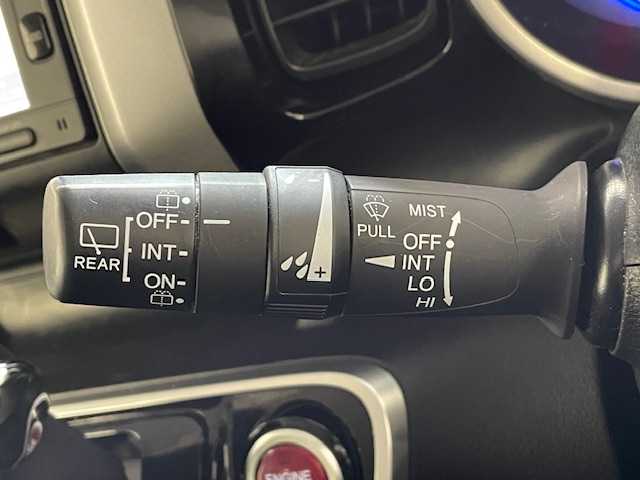 OFF
INT
ON
REAR
- +
PULL
MIST
OFF
INT
LO
HI
ENGINE